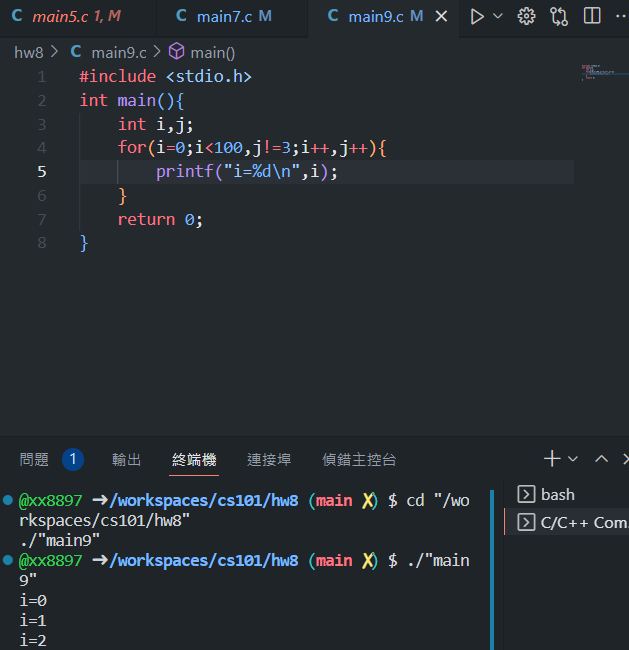 main5.c 1, M
main7.c M
main9.c M
hw8 > C main9.c > main()
1 #include <stdio.h>
2 int main(){
3 int i,j;
4 for(i=0;i<100,j!=3;i++,j++){
5 printf("i=%d\n",i);
6 }
7 return 0;
8 }
問題 1 輸出 終端機 連接埠 偵錯主控台
@xx8897 ➜/workspaces/cs101/hw8 (main ✗) $ cd "/wo
rkspaces/cs101/hw8"
./"main9"
@xx8897 ➜/workspaces/cs101/hw8 (main ✗) $ ./"main
9"
i=0
i=1
i=2
bash
C/C++ Com...